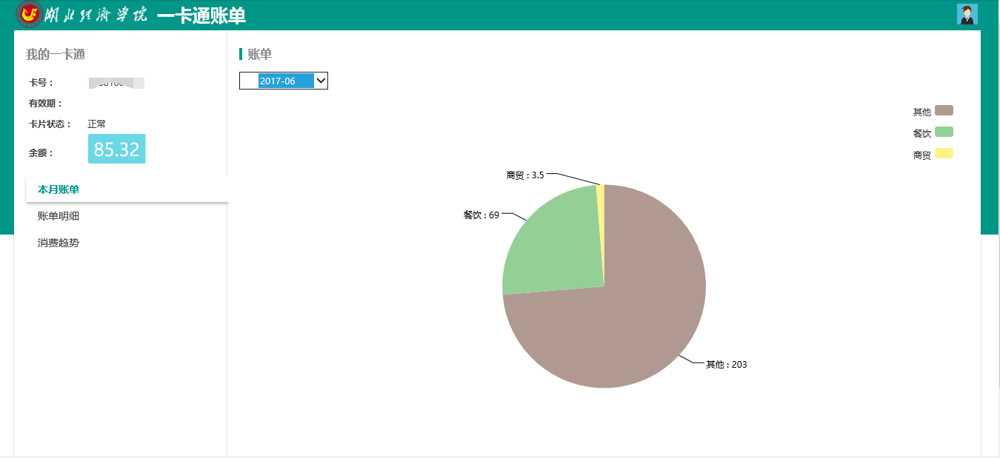 湖北经济学院 一卡通账单
我的一卡通
卡号：
有效期：
卡片状态： 正常
余额： 85.32
本月账单
账单明细
消费趋势
账单
2017-06
其他
餐饮
商贸
商贸 : 3.5
餐饮 : 69
其他 : 203